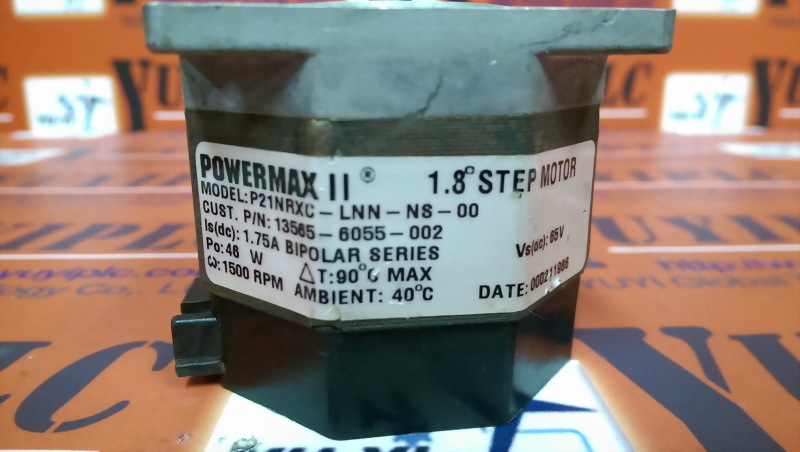 POWERMAX II ® 1.8° STEP MOTOR
MODEL: P21NRXC-LNN-NS-00
CUST. P/N: 13565-6055-002
Is(dc): 1.75A BIPOLAR SERIES Vs(dc): 65V
Po: 46 W △T: 90°C MAX
ω: 1500 RPM AMBIENT: 40°C DATE: 000211986